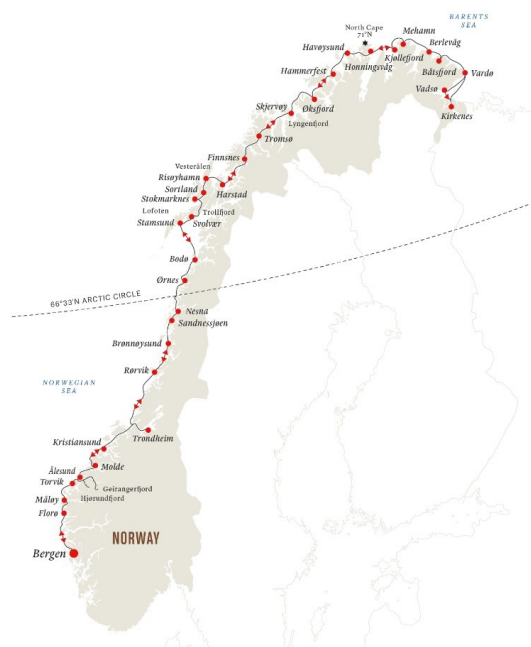 BARENTS
SEA
North Cape
71°N
Mehamn
Berlevåg
Havøysund
Kjøllefjord
Honningsvåg
Båtsfjord
Vardø
Hammerfest
Vadsø
Kirkenes
Skjervøy
Øksfjord
Lyngenfjord
Tromsø
Finnsnes
Vesterålen
Risøyhamn
Sortland
Harstad
Stokmarknes
Lofoten
Trollfjord
Stamsund
Svolvær
Bodø
Ørnes
66°33'N ARCTIC CIRCLE
Nesna
Sandnessjøen
Brønnøysund
Rørvik
NORWEGIAN
SEA
Trondheim
Kristiansund
Molde
Ålesund
Torvik
Geirangerfjord
Hjørundfjord
Måløy
Florø
NORWAY
Bergen